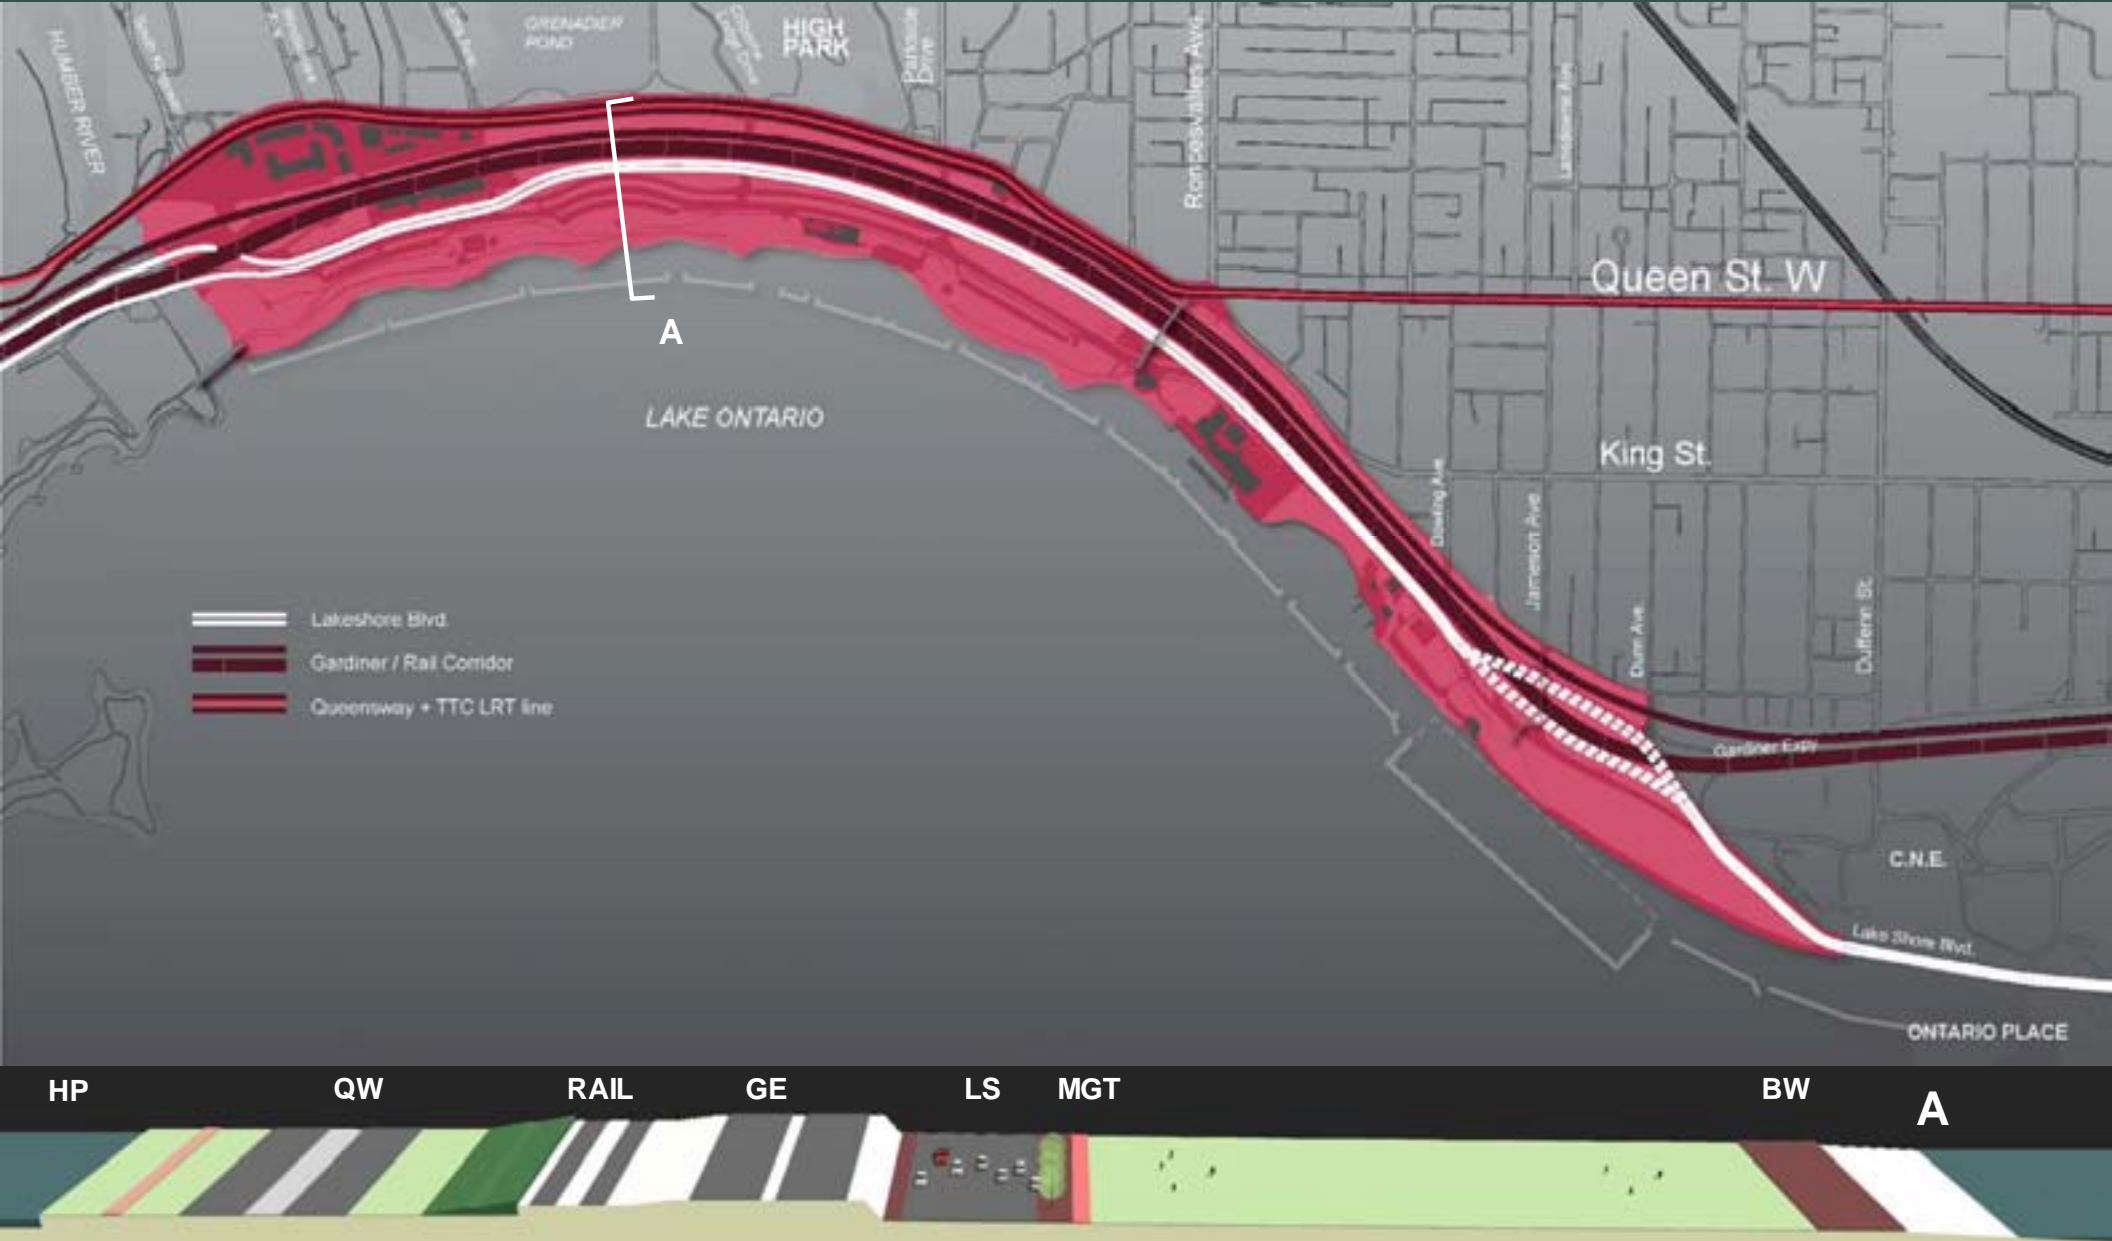 HUMBER RIVER
GRENADIER
POND
HIGH
PARK
Parkside
Drive
Roncesvalles Ave.
Lansdowne Ave.
Queen St. W
A
LAKE ONTARIO
King St.
Dowling Ave.
Jameson Ave.
Dunn Ave.
Dufferin St.
Lakeshore Blvd.
Gardiner / Rail Corridor
Queensway + TTC LRT line
Gardiner Expy
C.N.E.
Lake Shore Blvd.
ONTARIO PLACE
HP QW RAIL GE LS MGT BW A